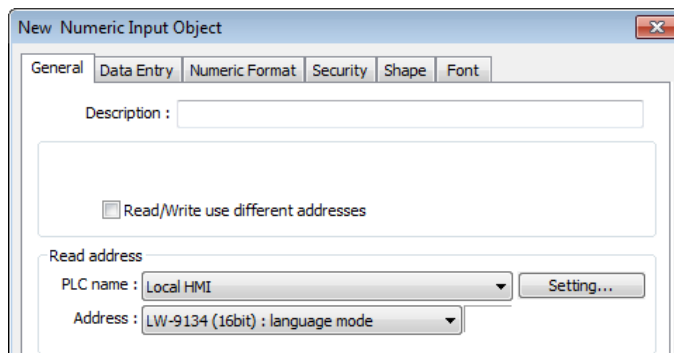 New Numeric Input Object
General Data Entry Numeric Format Security Shape Font
Description :
Read/Write use different addresses
Read address
PLC name : Local HMI Setting...
Address : LW-9134 (16bit) : language mode